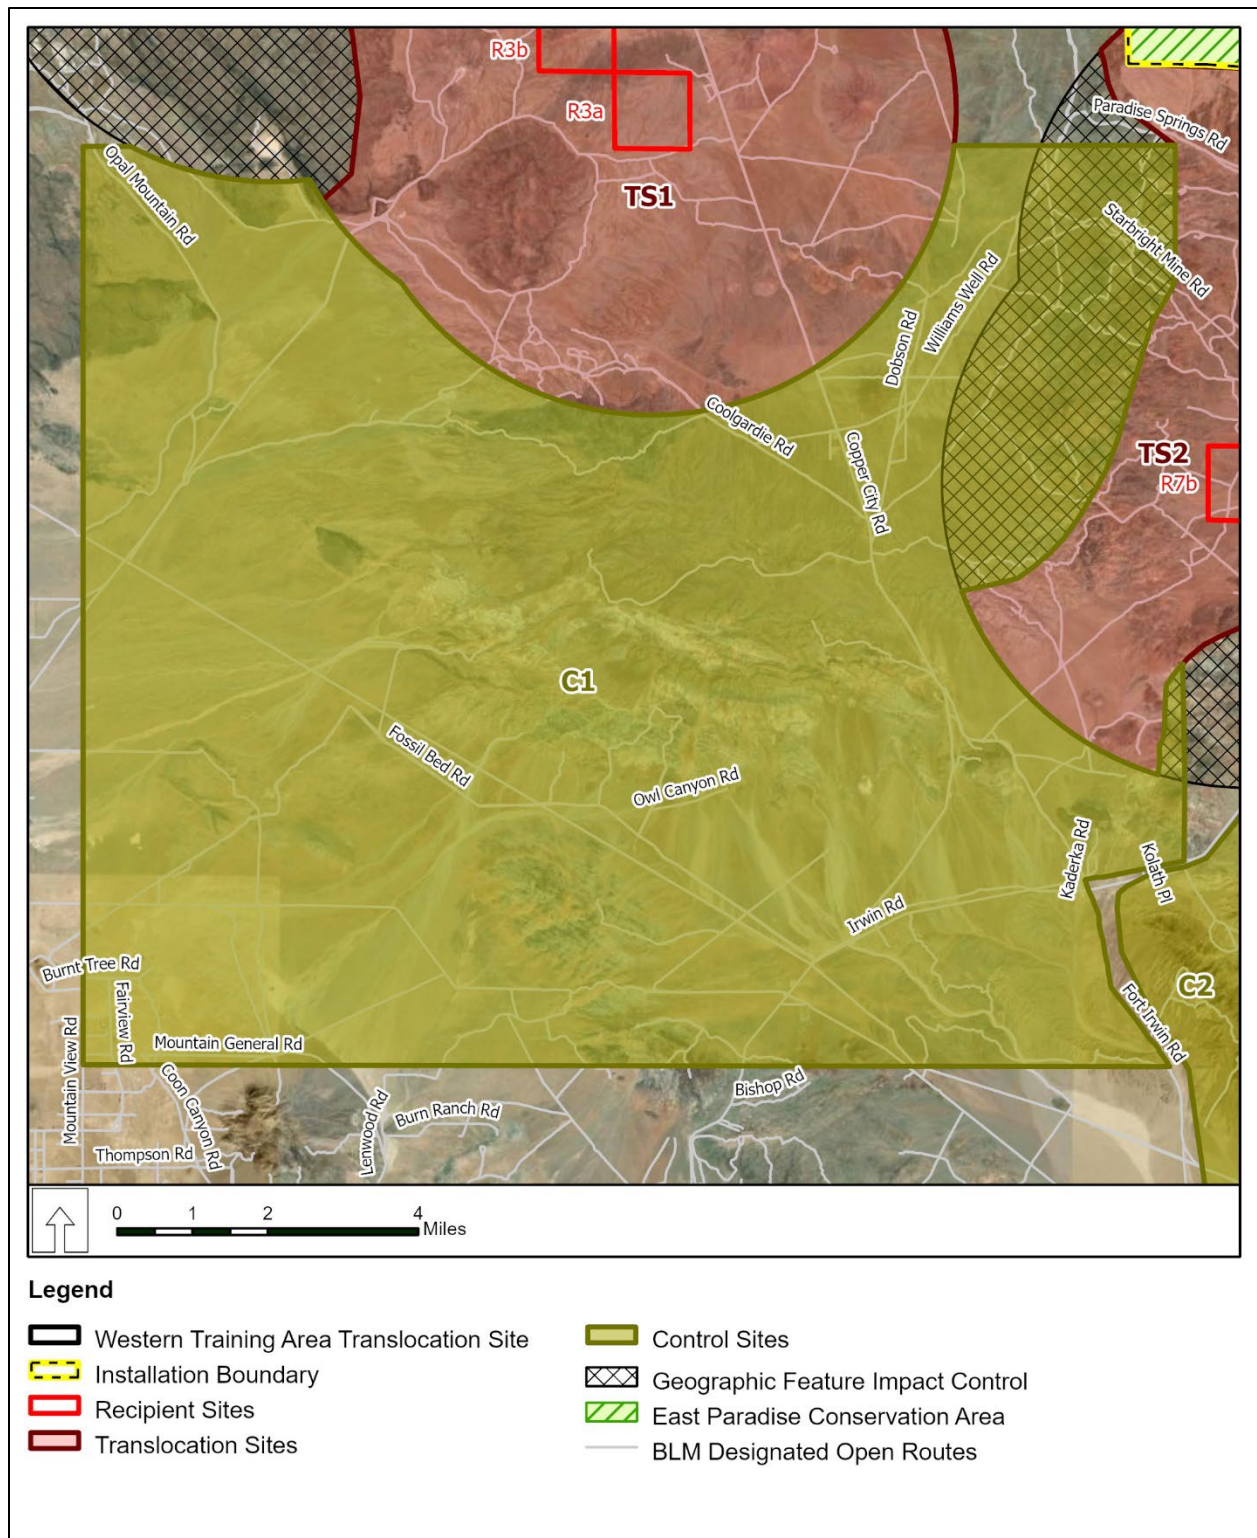 R3b
R3a
Paradise Springs Rd
Opal Mountain Rd
TS1
Starbright Mine Rd
Williams Well Rd
Dobson Rd
Coolgardie Rd
Copper City Rd
TS2
R7b
C1
Fossil Bed Rd
Owl Canyon Rd
Kaderka Rd
Kolath Pl
Irwin Rd
Burnt Tree Rd
C2
Fairview Rd
Fort Irwin Rd
Mountain View Rd
Mountain General Rd
Coon Canyon Rd
Bishop Rd
Lenwood Rd
Burn Ranch Rd
Thompson Rd
0 1 2 4
Miles
Legend
Western Training Area Translocation Site
Installation Boundary
Recipient Sites
Translocation Sites
Control Sites
Geographic Feature Impact Control
East Paradise Conservation Area
BLM Designated Open Routes